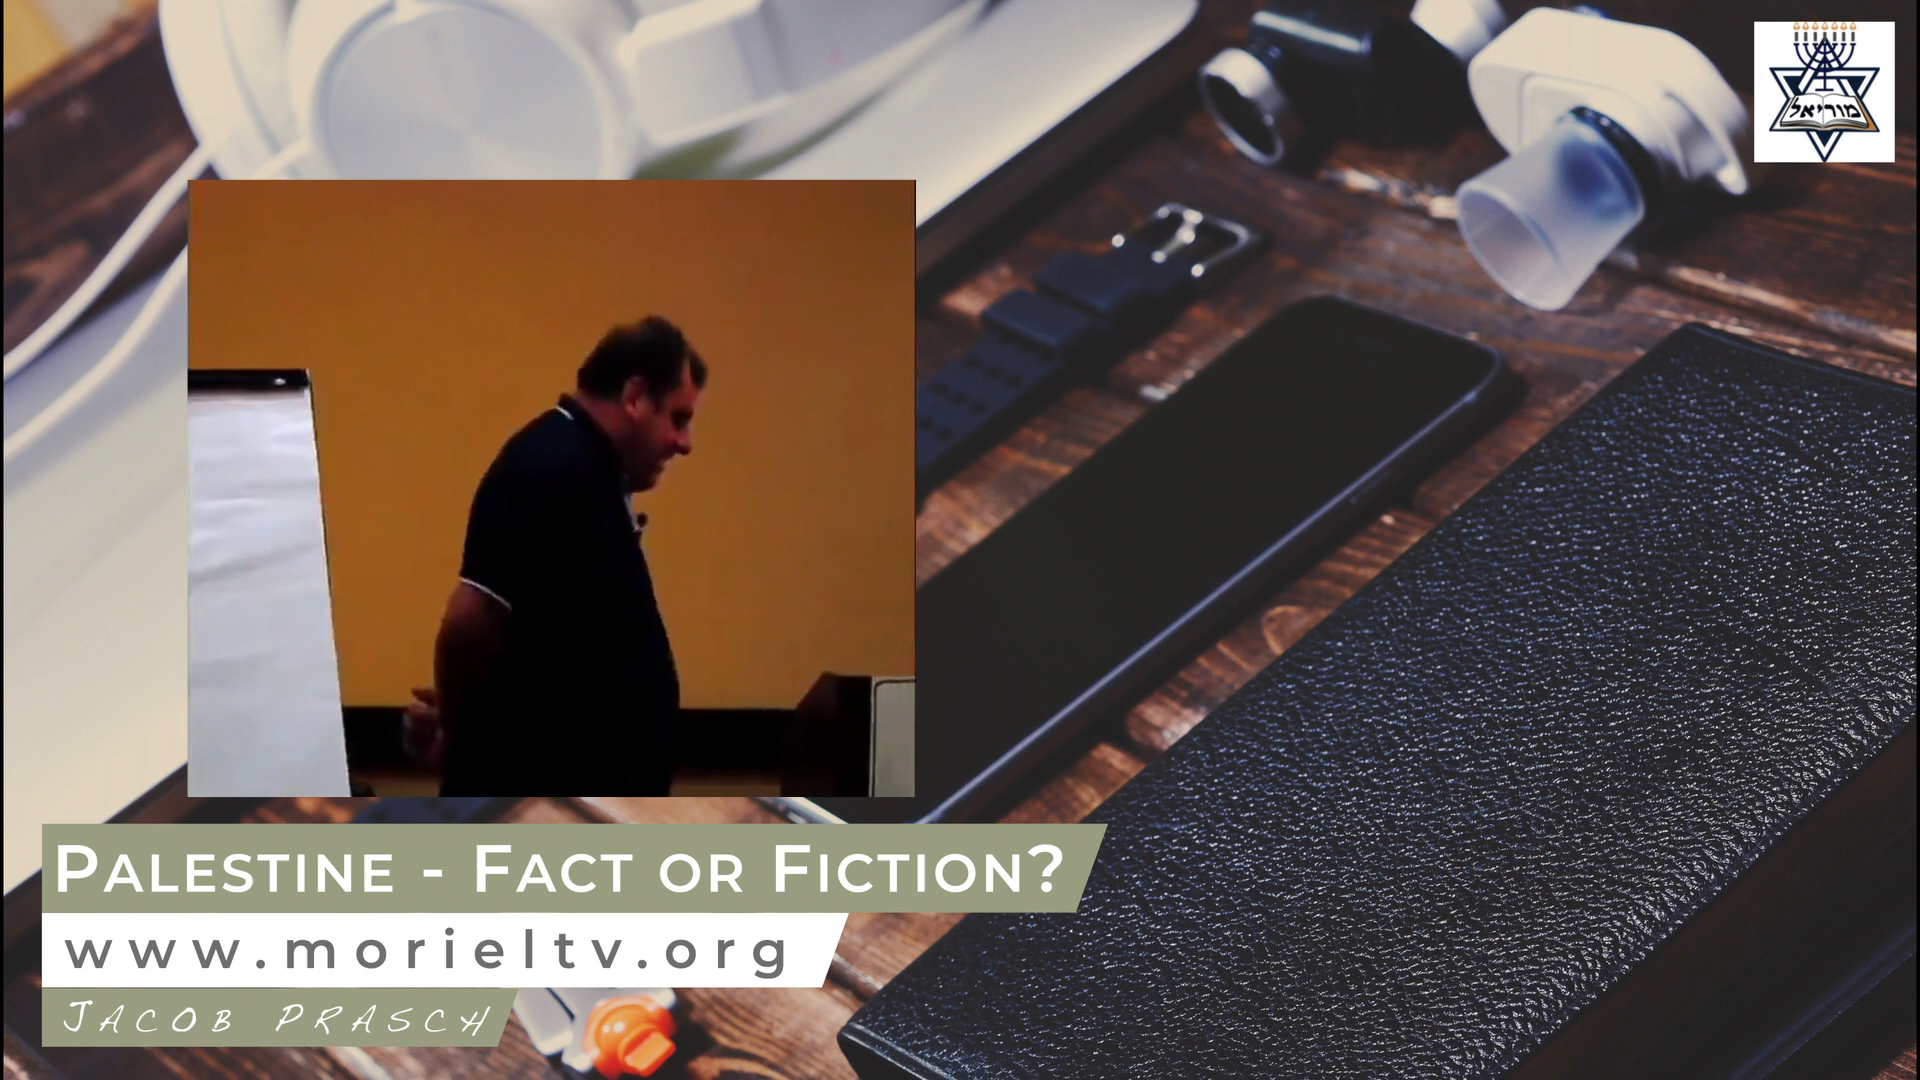 מוריאל
Palestine - Fact or Fiction?
www.morieltv.org
Jacob Prasch